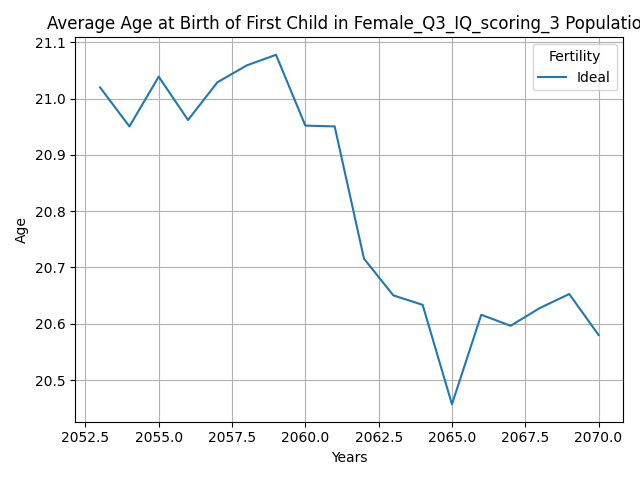 Average Age at Birth of First Child in Female_Q3_IQ_scoring_3 Populatio
Fertility
Ideal
21.1
21.0
20.9
20.8
20.7
20.6
20.5
Age
2052.5 2055.0 2057.5 2060.0 2062.5 2065.0 2067.5 2070.0
Years